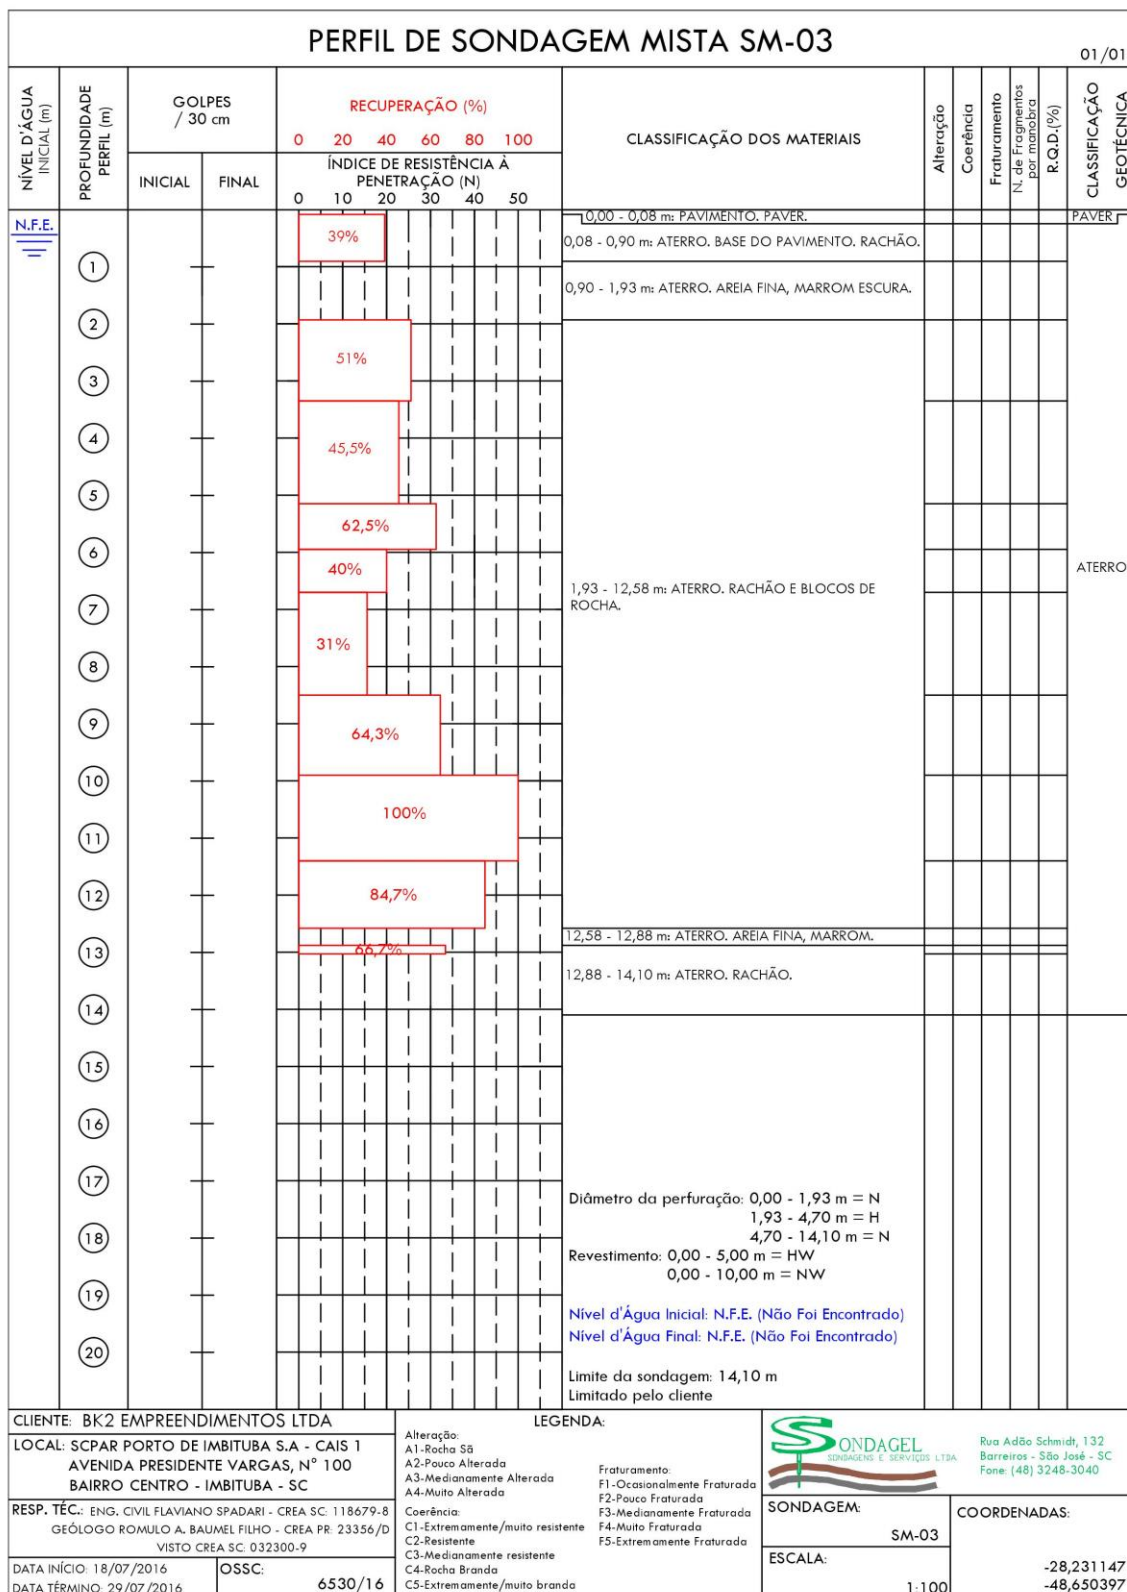 PERFIL DE SONDAGEM MISTA SM-03
01/01
NÍVEL D'ÁGUA
INICIAL (m)
PROFUNDIDADE
PERFIL (m)
GOLPES
/ 30 cm
INICIAL
FINAL
RECUPERAÇÃO (%)
0 20 40 60 80 100
ÍNDICE DE RESISTÊNCIA À
PENETRAÇÃO (N)
0 10 20 30 40 50
CLASSIFICAÇÃO DOS MATERIAIS
Alteração
Coerência
Fraturamento
N. de Fragmentos
por manobra
R.Q.D.(%)
CLASSIFICAÇÃO
GEOTÉCNICA
N.F.E.
0,00 - 0,08 m: PAVIMENTO. PAVER.
PAVER
39%
0,08 - 0,90 m: ATERRO. BASE DO PAVIMENTO. RACHÃO.
1
0,90 - 1,93 m: ATERRO. AREIA FINA, MARROM ESCURA.
2
51%
3
4
45,5%
5
62,5%
6
40%
ATERRO
1,93 - 12,58 m: ATERRO. RACHÃO E BLOCOS DE
ROCHA.
7
31%
8
9
64,3%
10
100%
11
12
84,7%
12,58 - 12,88 m: ATERRO. AREIA FINA, MARROM.
13
66,7%
12,88 - 14,10 m: ATERRO. RACHÃO.
14
15
16
17
18
19
20
Diâmetro da perfuração: 0,00 - 1,93 m = N
1,93 - 4,70 m = H
4,70 - 14,10 m = N
Revestimento: 0,00 - 5,00 m = HW
0,00 - 10,00 m = NW
Nível d'Água Inicial: N.F.E. (Não Foi Encontrado)
Nível d'Água Final: N.F.E. (Não Foi Encontrado)
Limite da sondagem: 14,10 m
Limitado pelo cliente
CLIENTE: BK2 EMPREENDIMENTOS LTDA
LOCAL: SCPAR PORTO DE IMBITUBA S.A - CAIS 1
AVENIDA PRESIDENTE VARGAS, N° 100
BAIRRO CENTRO - IMBITUBA - SC
RESP. TÉC.: ENG. CIVIL FLAVIANO SPADARI - CREA SC: 118679-8
GEÓLOGO ROMULO A. BAUMEL FILHO - CREA PR: 23356/D
VISTO CREA SC: 032300-9
DATA INÍCIO: 18/07/2016
DATA TÉRMINO: 29/07/2016
OSSC:
6530/16
LEGENDA:
Alteração:
A1-Rocha Sã
A2-Pouco Alterada
A3-Medianamente Alterada
A4-Muito Alterada
Coerência:
C1-Extremamente/muito resistente
C2-Resistente
C3-Medianamente resistente
C4-Rocha Branda
C5-Extremamente/muito branda
Fraturamento:
F1-Ocasionalmente Fraturada
F2-Pouco Fraturada
F3-Medianamente Fraturada
F4-Muito Fraturada
F5-Extremamente Fraturada
SONDAGEL
SONDAGENS E SERVIÇOS LTDA
Rua Adão Schmidt, 132
Barreiros - São José - SC
Fone: (48) 3248-3040
SONDAGEM:
SM-03
ESCALA:
1:100
COORDENADAS:
-28,231147
-48,650397